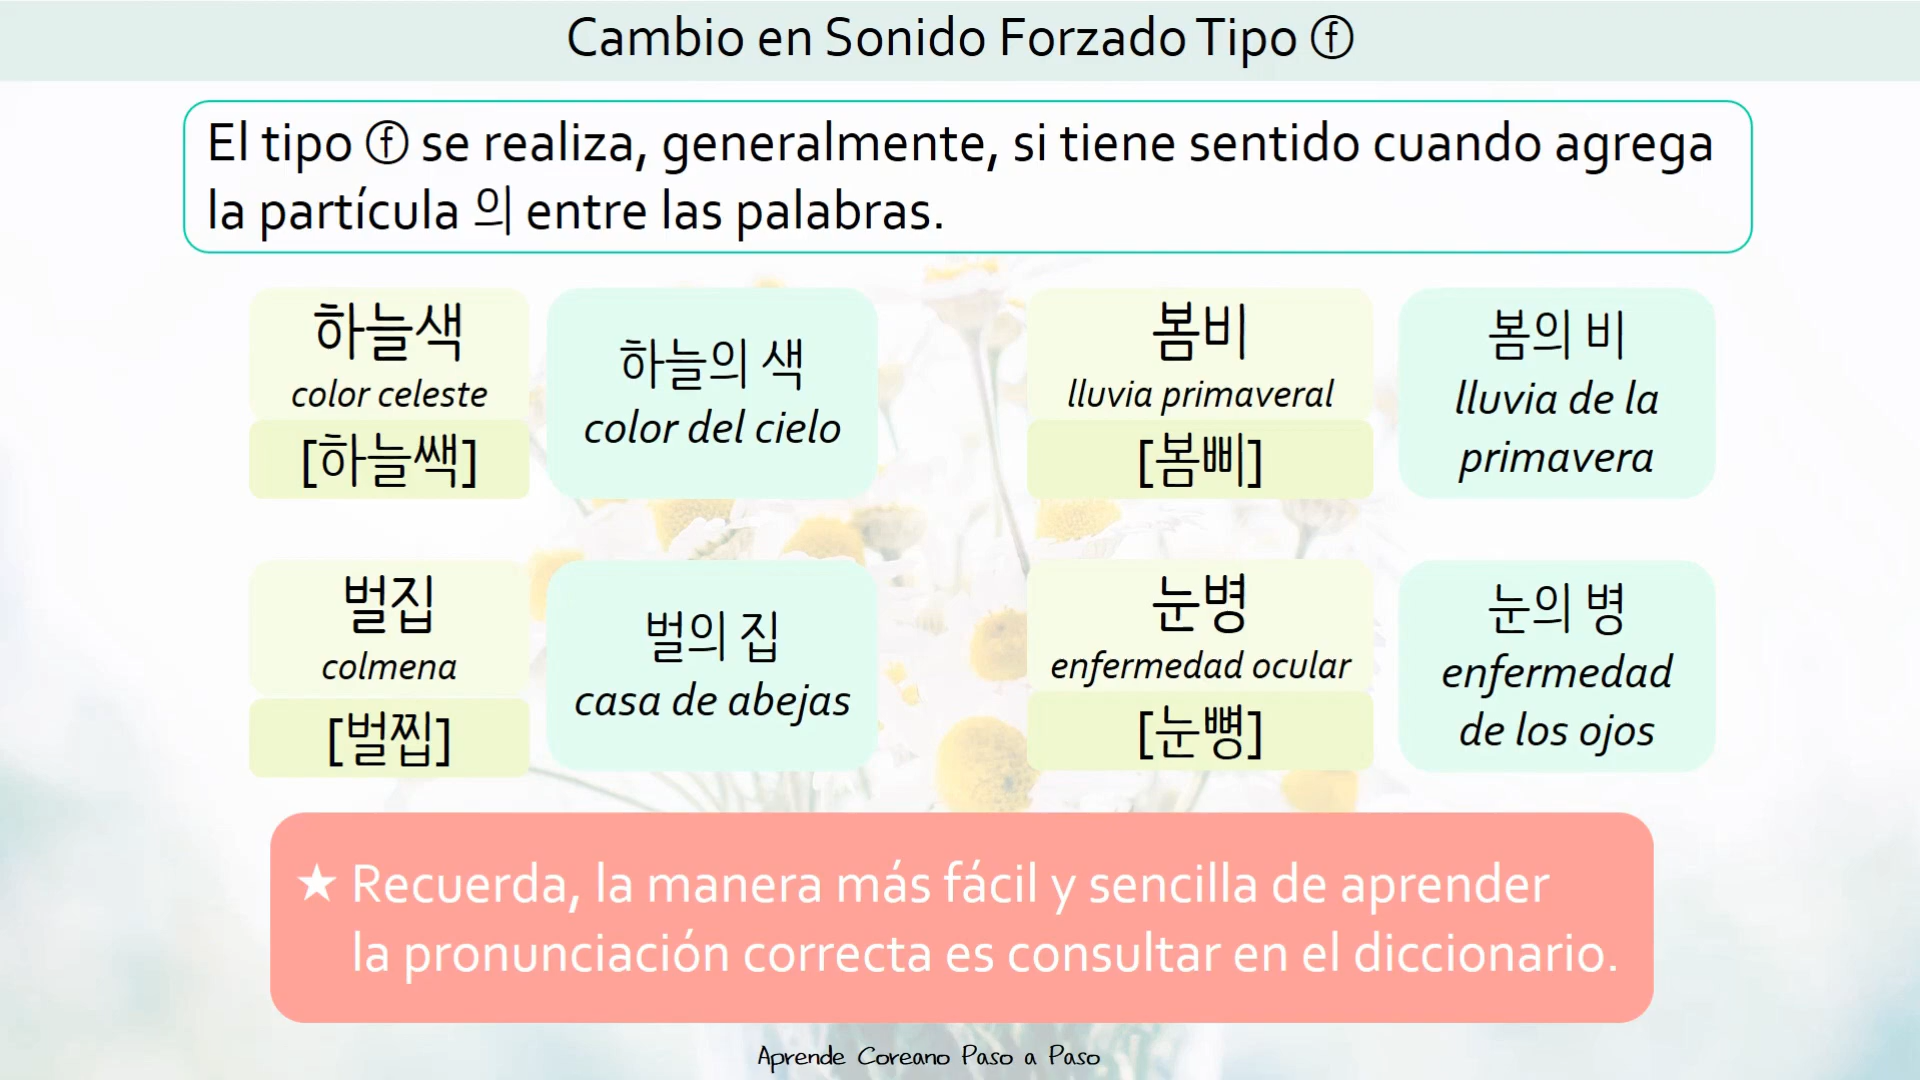 Cambio en Sonido Forzado Tipo ⓕ
El tipo ⓕ se realiza, generalmente, si tiene sentido cuando agrega
la partícula 의 entre las palabras.
하늘색
color celeste
[하늘쌕]
하늘의 색
color del cielo
봄비
lluvia primaveral
[봄삐]
봄의 비
lluvia de la
primavera
벌집
colmena
[벌찝]
벌의 집
casa de abejas
눈병
enfermedad ocular
[눈뼝]
눈의 병
enfermedad
de los ojos
★ Recuerda, la manera más fácil y sencilla de aprender
la pronunciación correcta es consultar en el diccionario.
Aprende Coreano Paso a Paso